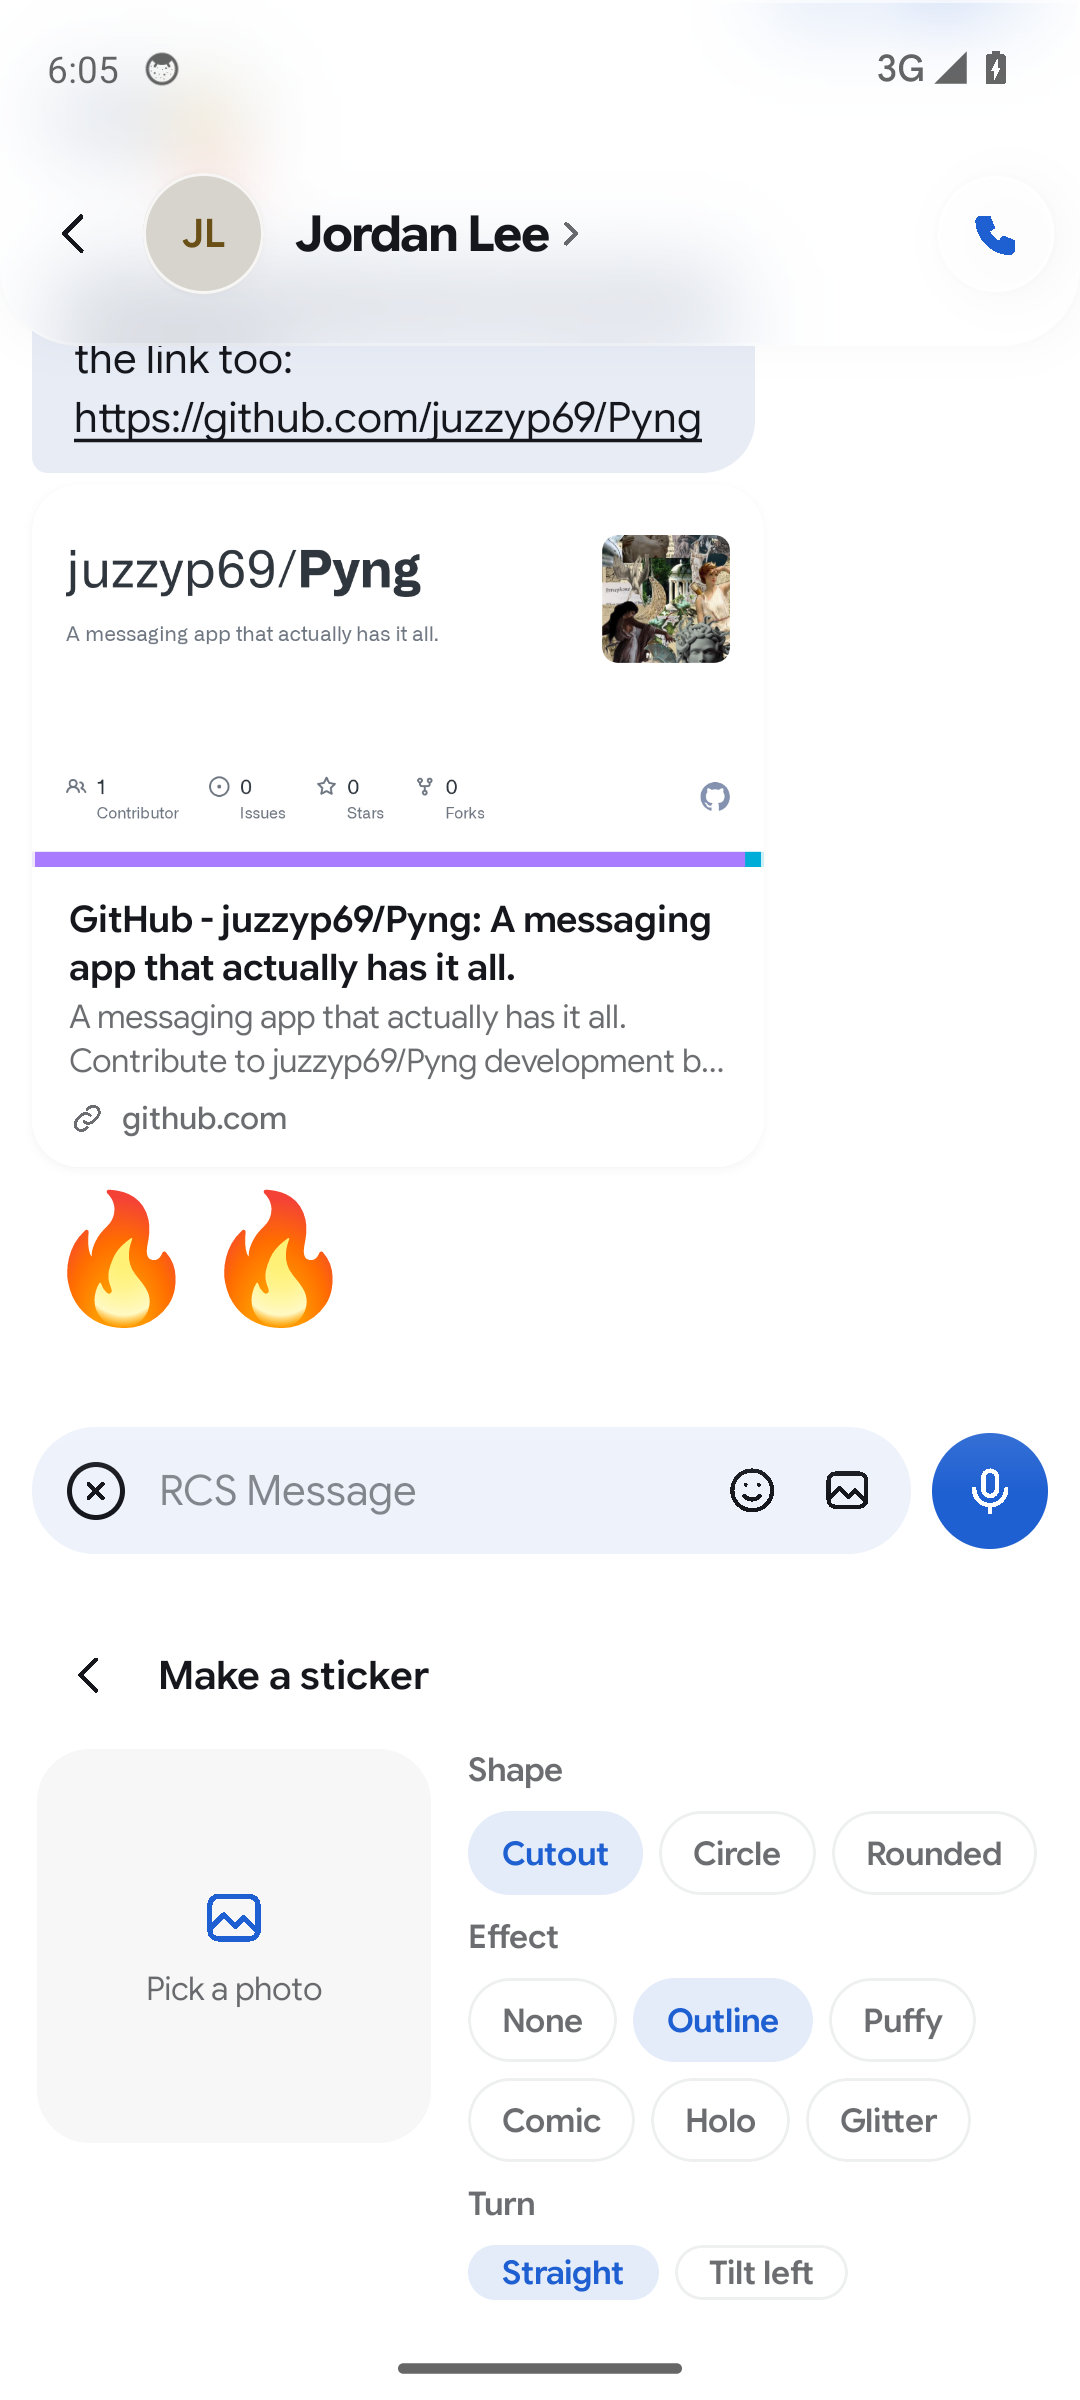 6:05
3G
JL
Jordan Lee
the link too:
https://github.com/juzzyp69/Pyng
juzzyp69/Pyng
A messaging app that actually has it all.
1
Contributor
0
Issues
0
Stars
0
Forks
GitHub - juzzyp69/Pyng: A messaging
app that actually has it all.
A messaging app that actually has it all.
Contribute to juzzyp69/Pyng development b...
github.com
RCS Message
Make a sticker
Pick a photo
Shape
Cutout
Circle
Rounded
Effect
None
Outline
Puffy
Comic
Holo
Glitter
Turn
Straight
Tilt left